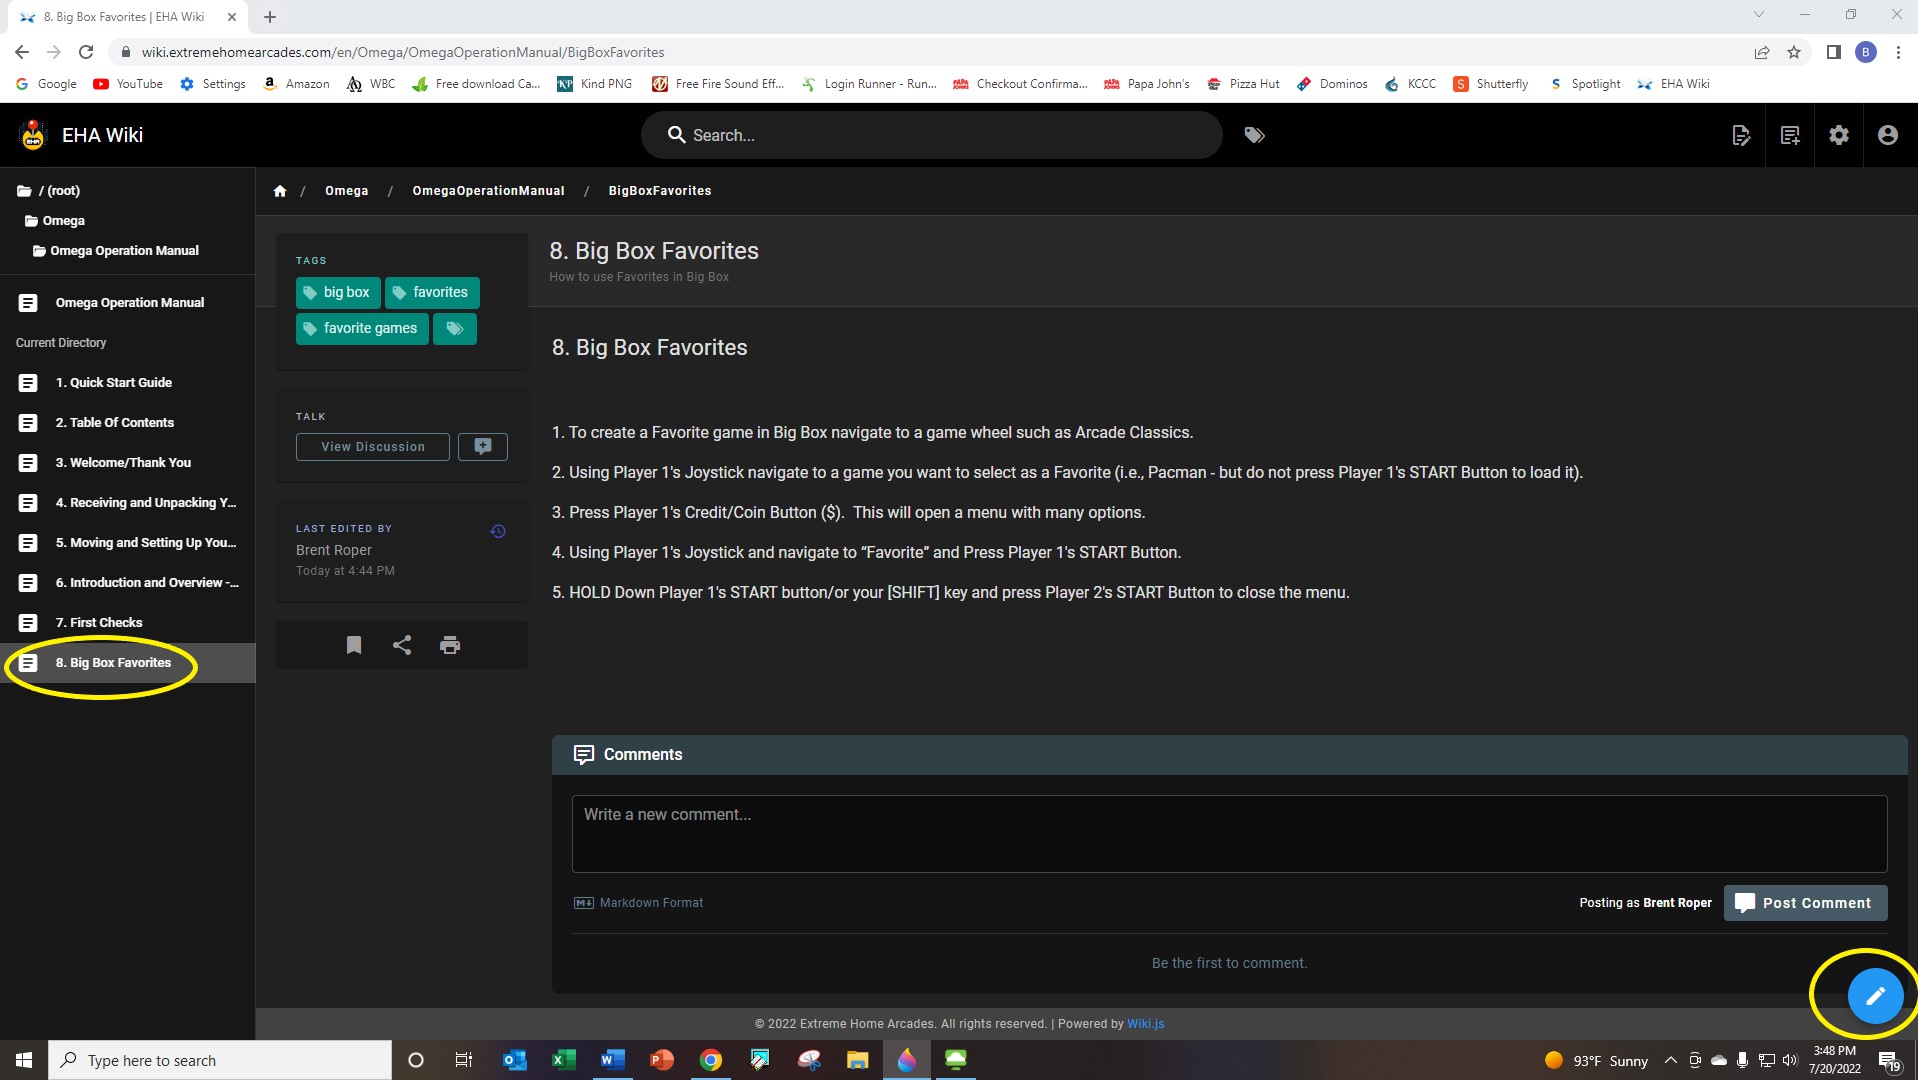 8. Big Box Favorites | EHA Wiki
wiki.extremehomearcades.com/en/Omega/OmegaOperationManual/BigBoxFavorites
B
Google YouTube Settings Amazon WBC Free download Ca... Kind PNG Free Fire Sound Eff... Login Runner - Run... Checkout Confirma... Papa John's Pizza Hut Dominos KCCC Shutterfly Spotlight EHA Wiki
EHA Wiki
Search...
/ (root)
Omega
Omega Operation Manual
Omega Operation Manual
Current Directory
1. Quick Start Guide
2. Table Of Contents
3. Welcome/Thank You
4. Receiving and Unpacking Y...
5. Moving and Setting Up You...
6. Introduction and Overview -...
7. First Checks
8. Big Box Favorites
/ Omega / OmegaOperationManual / BigBoxFavorites
TAGS
big box favorites
favorite games
TALK
View Discussion
LAST EDITED BY
Brent Roper
Today at 4:44 PM
8. Big Box Favorites
How to use Favorites in Big Box
8. Big Box Favorites
1. To create a Favorite game in Big Box navigate to a game wheel such as Arcade Classics.
2. Using Player 1's Joystick navigate to a game you want to select as a Favorite (i.e., Pacman - but do not press Player 1's START Button to load it).
3. Press Player 1's Credit/Coin Button ($).  This will open a menu with many options.
4. Using Player 1's Joystick and navigate to “Favorite” and Press Player 1's START Button.
5. HOLD Down Player 1's START button/or your [SHIFT] key and press Player 2's START Button to close the menu.
Comments
Write a new comment...
M Markdown Format
Posting as Brent Roper
Post Comment
Be the first to comment.
© 2022 Extreme Home Arcades. All rights reserved. | Powered by Wiki.js
Type here to search
93°F Sunny
3:48 PM
7/20/2022
19